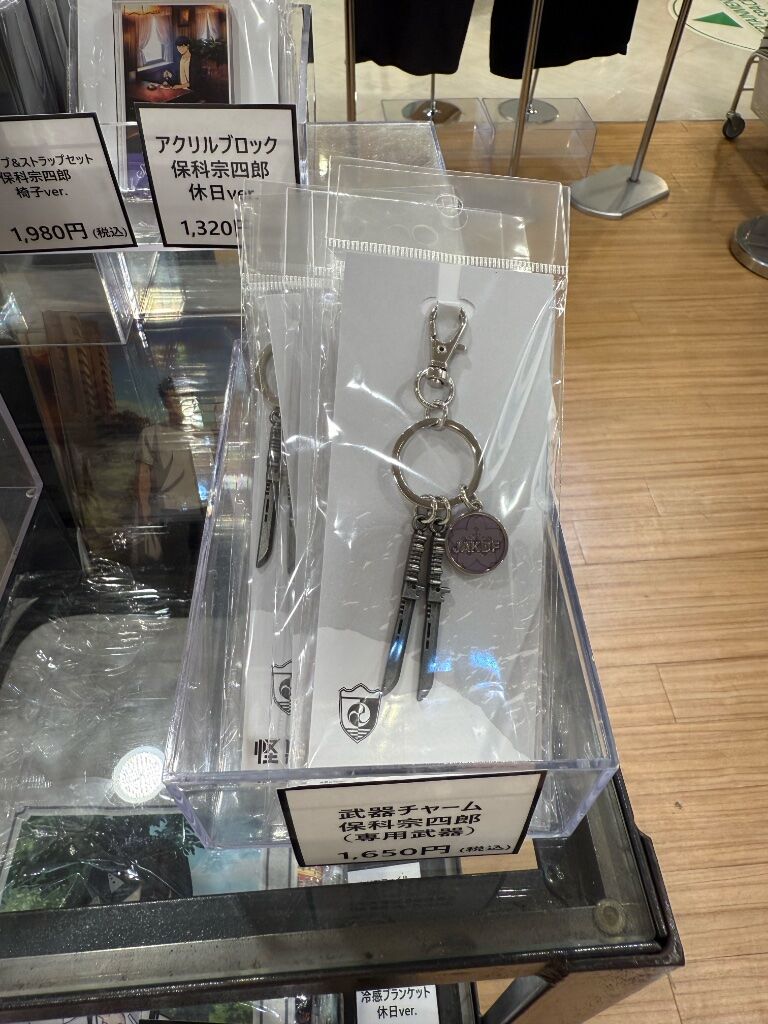 アクリルブロック
保科宗四郎
休日ver.
1,320円
プ&ストラップセット
保科宗四郎
椅子ver.
1,980円 (税込)
JAKDF
怪
武器チャーム
保科宗四郎
(専用武器)
1,650円 (税込)
冷感ブランケット
休日ver.